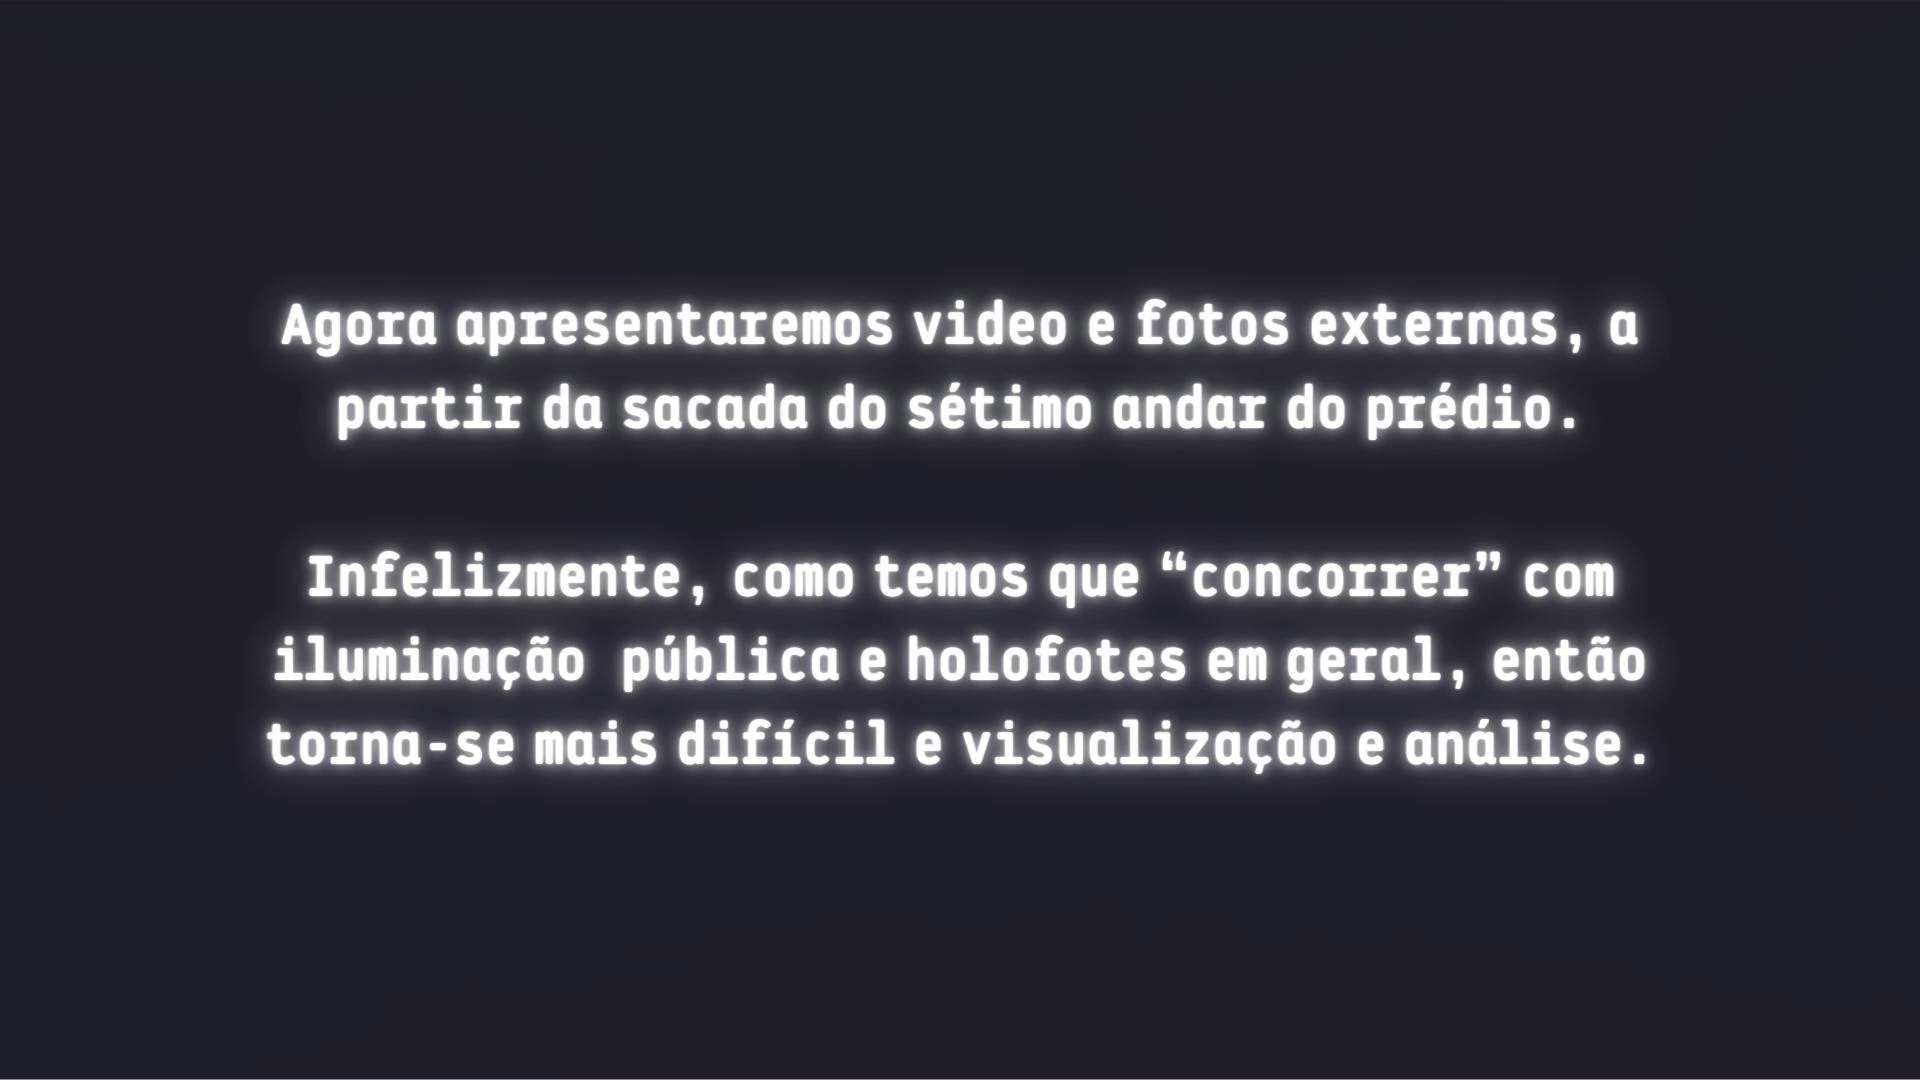 Agora apresentaremos video e fotos externas, a
partir da sacada do sétimo andar do prédio.
Infelizmente, como temos que “concorrer” com
iluminação  pública e holofotes em geral, então
torna-se mais difícil e visualização e análise.